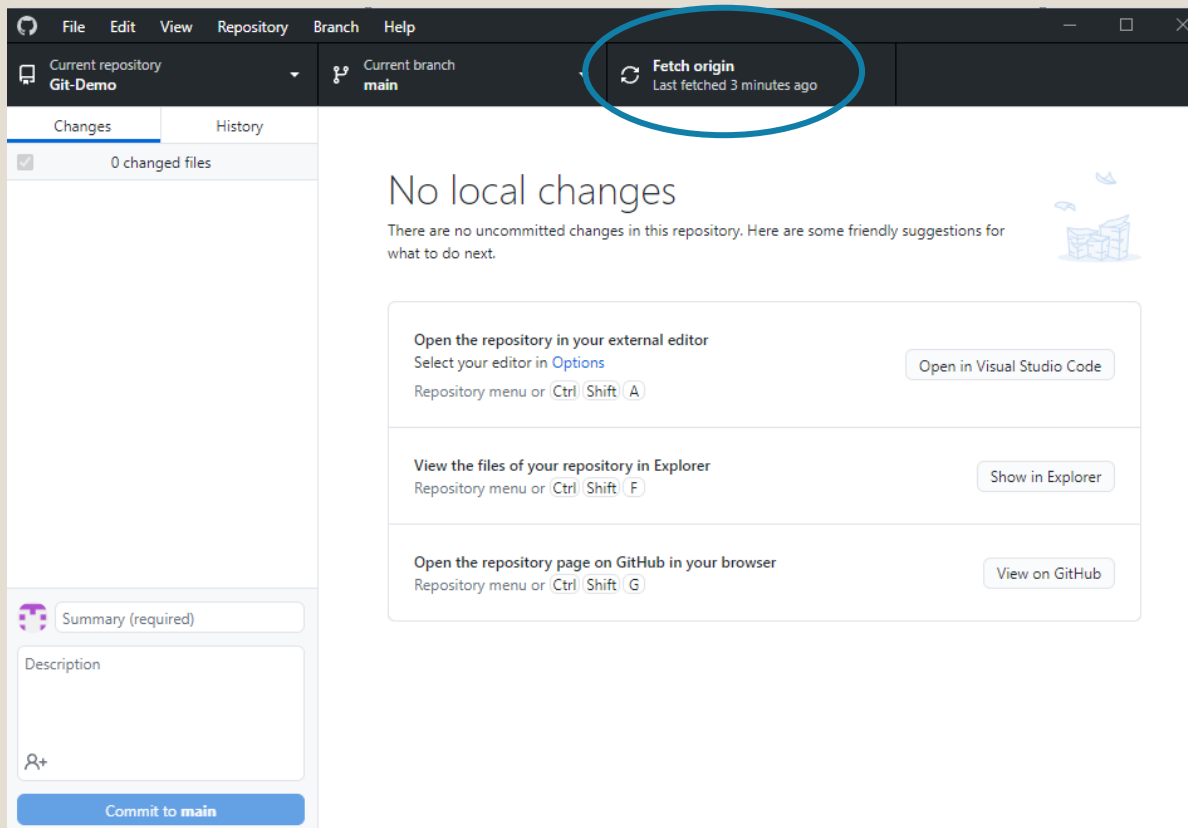 File Edit View Repository Branch Help
Current repository
Git-Demo
Current branch
main
Fetch origin
Last fetched 3 minutes ago
Changes History
0 changed files
No local changes
There are no uncommitted changes in this repository. Here are some friendly suggestions for
what to do next.
Open the repository in your external editor
Select your editor in Options
Repository menu or Ctrl Shift A
Open in Visual Studio Code
View the files of your repository in Explorer
Repository menu or Ctrl Shift F
Show in Explorer
Open the repository page on GitHub in your browser
Repository menu or Ctrl Shift G
View on GitHub
Summary (required)
Description
Commit to main